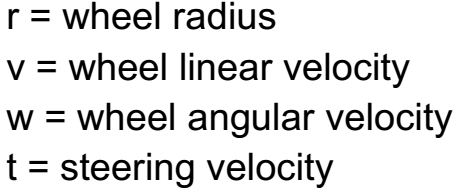 r = wheel radius
v = wheel linear velocity
w = wheel angular velocity
t = steering velocity